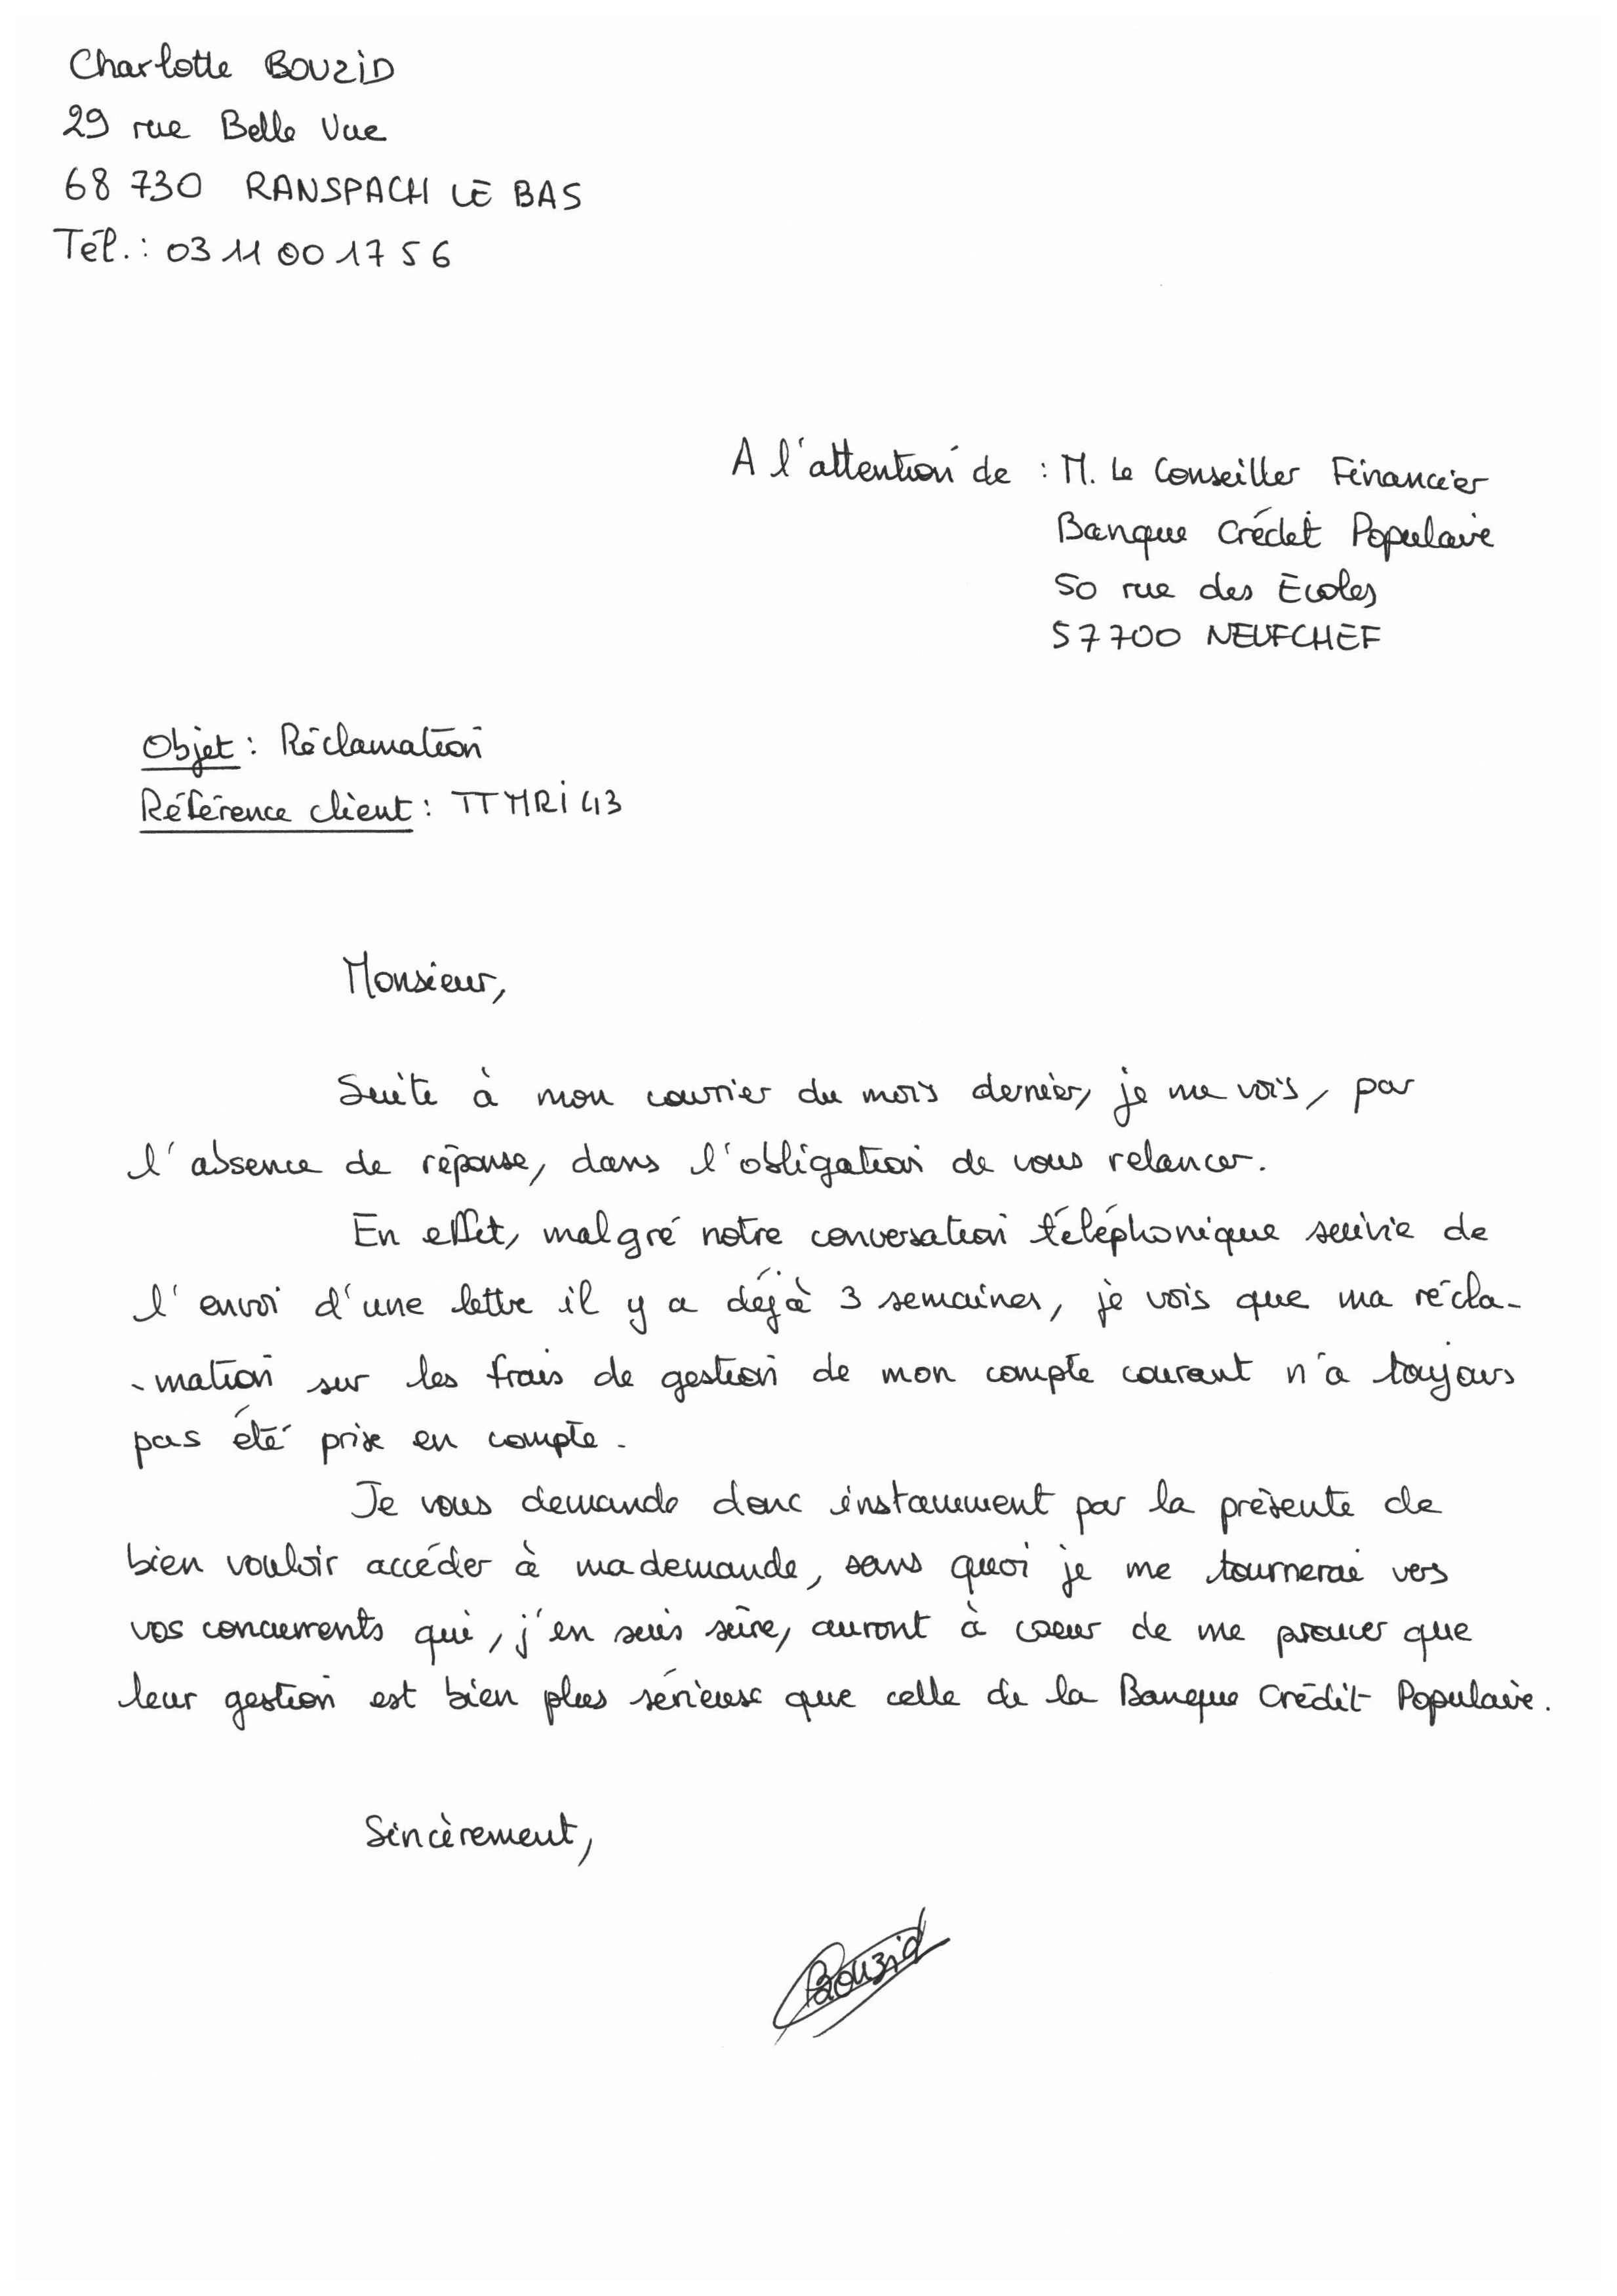 Charlotte BOUZID
29 rue Belle Vue
68 730 RANSPACH LE BAS
Tél. : 03 11 00 17 56
A l'attention de : M. Le Conseiller Financier
Banque Crédit Populaire
50 rue des Ecoles
57700 NEUFCHEF
Objet : Réclamation
Référence client : TTMRI43
Monsieur,
Suite à mon courrier du mois dernier, je me vois, par
l'absence de réponse, dans l'obligation de vous relancer.
En effet, malgré notre conversation téléphonique suivie de
l'envoi d'une lettre il y a déjà 3 semaines, je vois que ma récla-
-mation sur les frais de gestion de mon compte courant n'a toujours
pas été prise en compte.
Je vous demande donc instamment par la présente de
bien vouloir accéder à ma demande, sans quoi je me tournerai vers
vos concurrents qui, j'en suis sûre, auront à coeur de me prouver que
leur gestion est bien plus sérieuse que celle de la Banque Crédit Populaire.
Sincèrement,
Bouzid